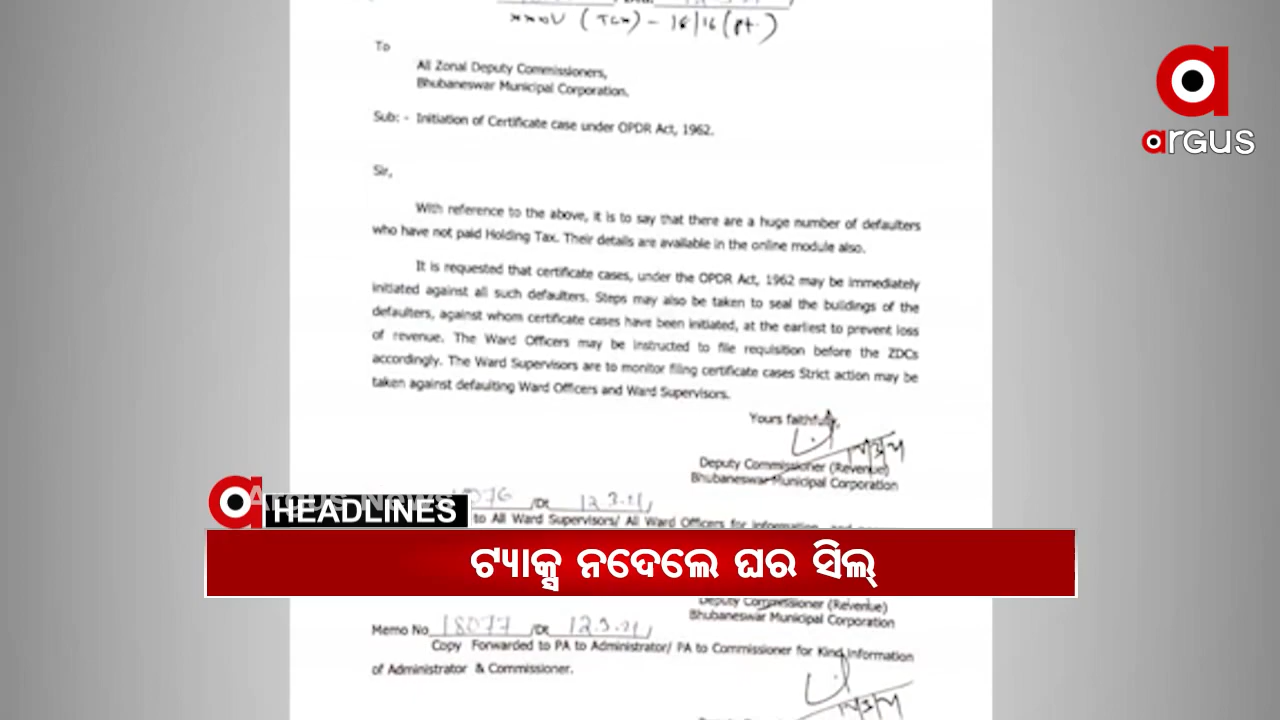 (Tax) - 16/16 (pt.)
To
All Zonal Deputy Commissioners,
Bhubaneswar Municipal Corporation.
Sub: - Initiation of Certificate case under OPDR Act, 1962.
Sir,
With reference to the above, it is to say that there are a huge number of defaulters
who have not paid Holding Tax. Their details are available in the online module also.
It is requested that certificate cases, under the OPDR Act, 1962 may be immediately
initiated against all such defaulters. Steps may also be taken to seal the buildings of the
defaulters, against whom certificate cases have been initiated, at the earliest to prevent loss
of revenue. The Ward Officers may be instructed to file requisition before the ZDCs
accordingly. The Ward Supervisors are to monitor filing certificate cases Strict action may be
taken against defaulting Ward Officers and Ward Supervisors.
Yours faithfully,
Deputy Commissioner (Revenue)
Bhubaneswar Municipal Corporation
/Dt 12.3.21/
to All Ward Supervisors/ All Ward Officers for information
HEADLINES
ଟ୍ୟାକ୍ସ ନଦେଲେ ଘର ସିଲ୍
Deputy Commissioner (Revenue)
Bhubaneswar Municipal Corporation
Memo No 18077 /Dt 12.3.21/
Copy Forwarded to PA to Administrator/ PA to Commissioner for Kind Information
of Administrator & Commissioner.
argus